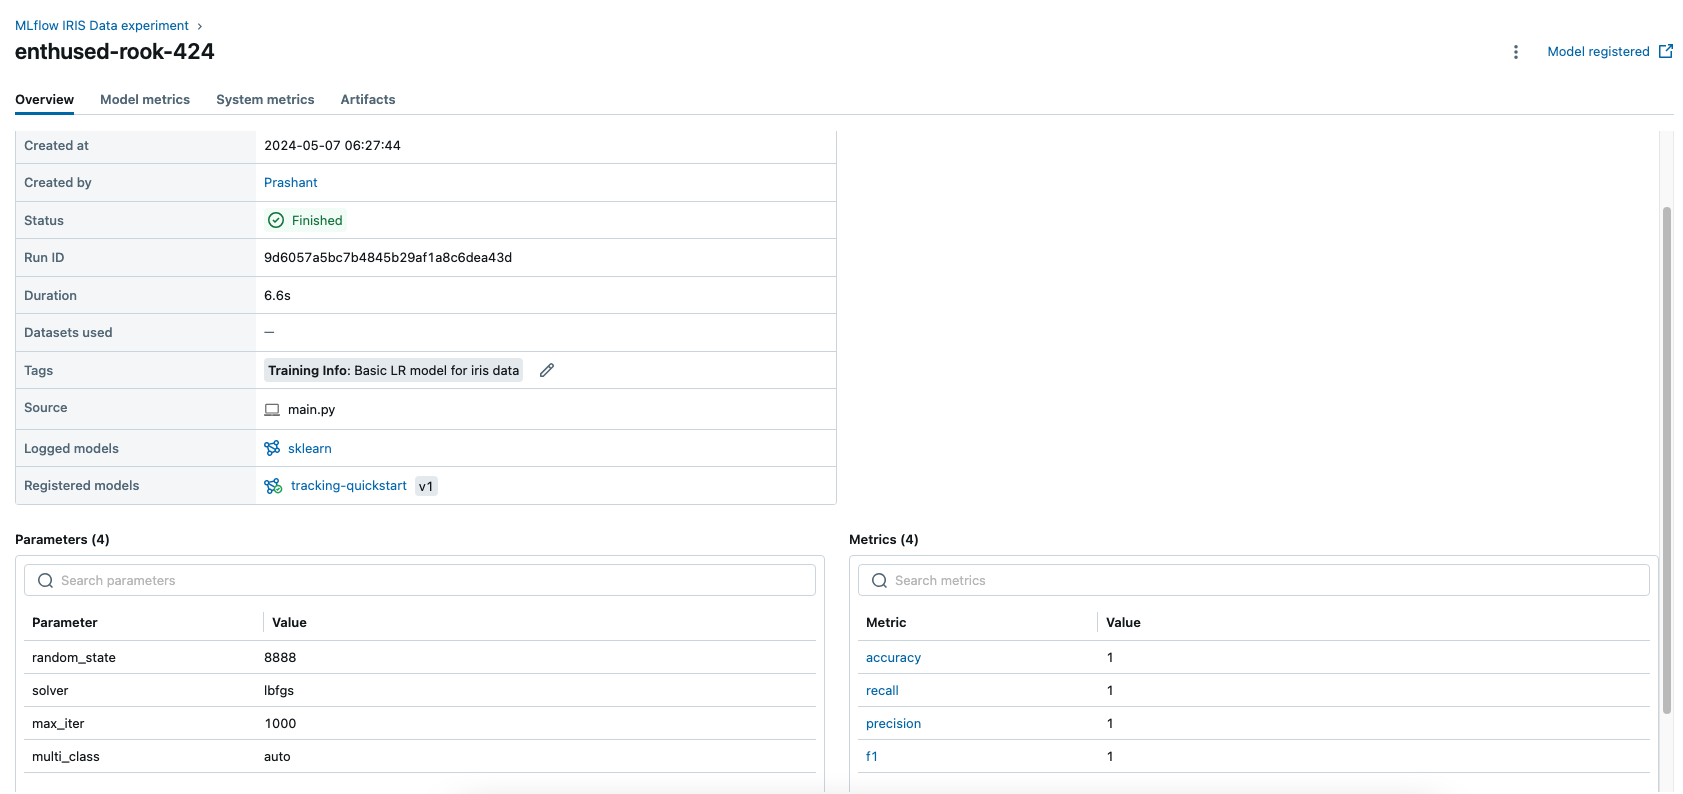 MLflow IRIS Data experiment ›
enthused-rook-424
Model registered
Overview Model metrics System metrics Artifacts
Created at 2024-05-07 06:27:44
Created by Prashant
Status Finished
Run ID 9d6057a5bc7b4845b29af1a8c6dea43d
Duration 6.6s
Datasets used —
Tags Training Info: Basic LR model for iris data
Source main.py
Logged models sklearn
Registered models tracking-quickstart v1
Parameters (4)
Search parameters
Parameter Value
random_state 8888
solver lbfgs
max_iter 1000
multi_class auto
Metrics (4)
Search metrics
Metric Value
accuracy 1
recall 1
precision 1
f1 1